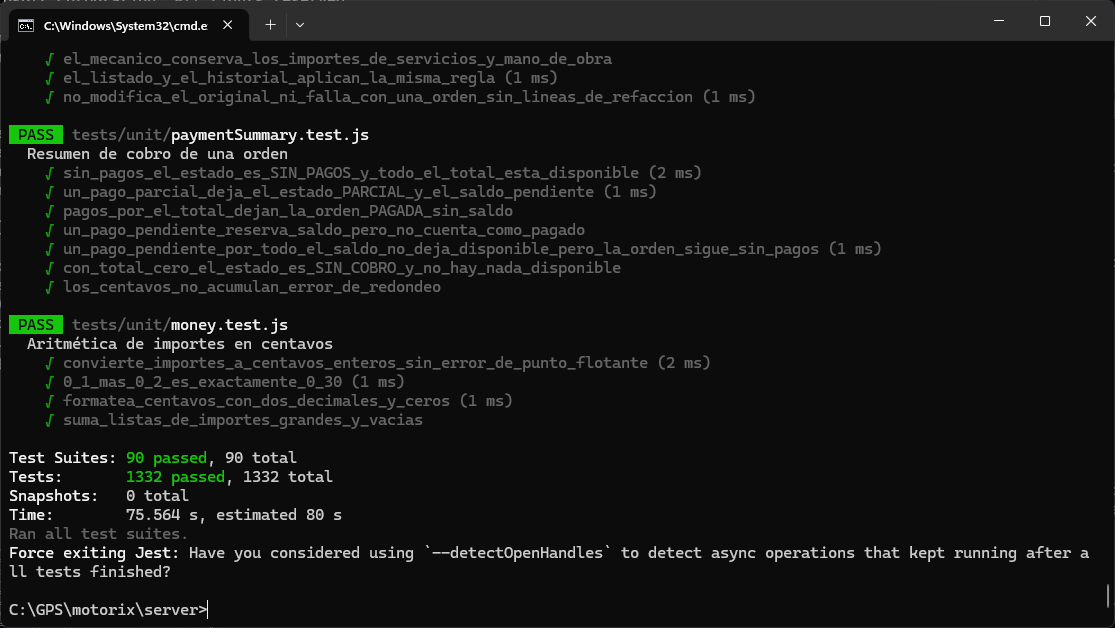 C:\Windows\System32\cmd.e
√ el_mecanico_conserva_los_importes_de_servicios_y_mano_de_obra
√ el_listado_y_el_historial_aplican_la_misma_regla (1 ms)
√ no_modifica_el_original_ni_falla_con_una_orden_sin_lineas_de_refaccion (1 ms)
PASS tests/unit/paymentSummary.test.js
Resumen de cobro de una orden
√ sin_pagos_el_estado_es_SIN_PAGOS_y_todo_el_total_esta_disponible (2 ms)
√ un_pago_parcial_deja_el_estado_PARCIAL_y_el_saldo_pendiente (1 ms)
√ pagos_por_el_total_dejan_la_orden_PAGADA_sin_saldo
√ un_pago_pendiente_reserva_saldo_pero_no_cuenta_como_pagado
√ un_pago_pendiente_por_todo_el_saldo_no_deja_disponible_pero_la_orden_sigue_sin_pagos (1 ms)
√ con_total_cero_el_estado_es_SIN_COBRO_y_no_hay_nada_disponible
√ los_centavos_no_acumulan_error_de_redondeo
PASS tests/unit/money.test.js
Aritmética de importes en centavos
√ convierte_importes_a_centavos_enteros_sin_error_de_punto_flotante (2 ms)
√ 0_1_mas_0_2_es_exactamente_0_30 (1 ms)
√ formatea_centavos_con_dos_decimales_y_ceros (1 ms)
√ suma_listas_de_importes_grandes_y_vacias
Test Suites: 90 passed, 90 total
Tests: 1332 passed, 1332 total
Snapshots: 0 total
Time: 75.564 s, estimated 80 s
Ran all test suites.
Force exiting Jest: Have you considered using `--detectOpenHandles` to detect async operations that kept running after a
ll tests finished?
C:\GPS\motorix\server>